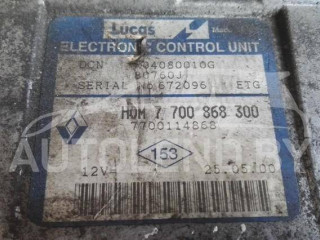 Lucas
ELECTRONIC CONTROL UNIT
DCN 04080010G
80760J
SERIAL No 672096 ETG
HOM 7 700 868 300
7700114868
153
12V 25.05.00
AUTOLAND.BY